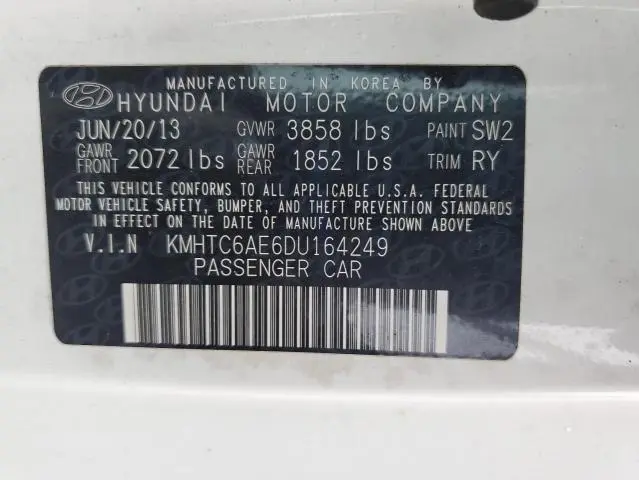 MANUFACTURED IN KOREA BY
HYUNDAI MOTOR COMPANY
JUN/20/13 GVWR 3858 lbs PAINT SW2
GAWR FRONT 2072 lbs GAWR REAR 1852 lbs TRIM RY
THIS VEHICLE CONFORMS TO ALL APPLICABLE U.S.A. FEDERAL
MOTOR VEHICLE SAFETY, BUMPER, AND THEFT PREVENTION STANDARDS
IN EFFECT ON THE DATE OF MANUFACTURE SHOWN ABOVE
V.I.N KMHTC6AE6DU164249
PASSENGER CAR